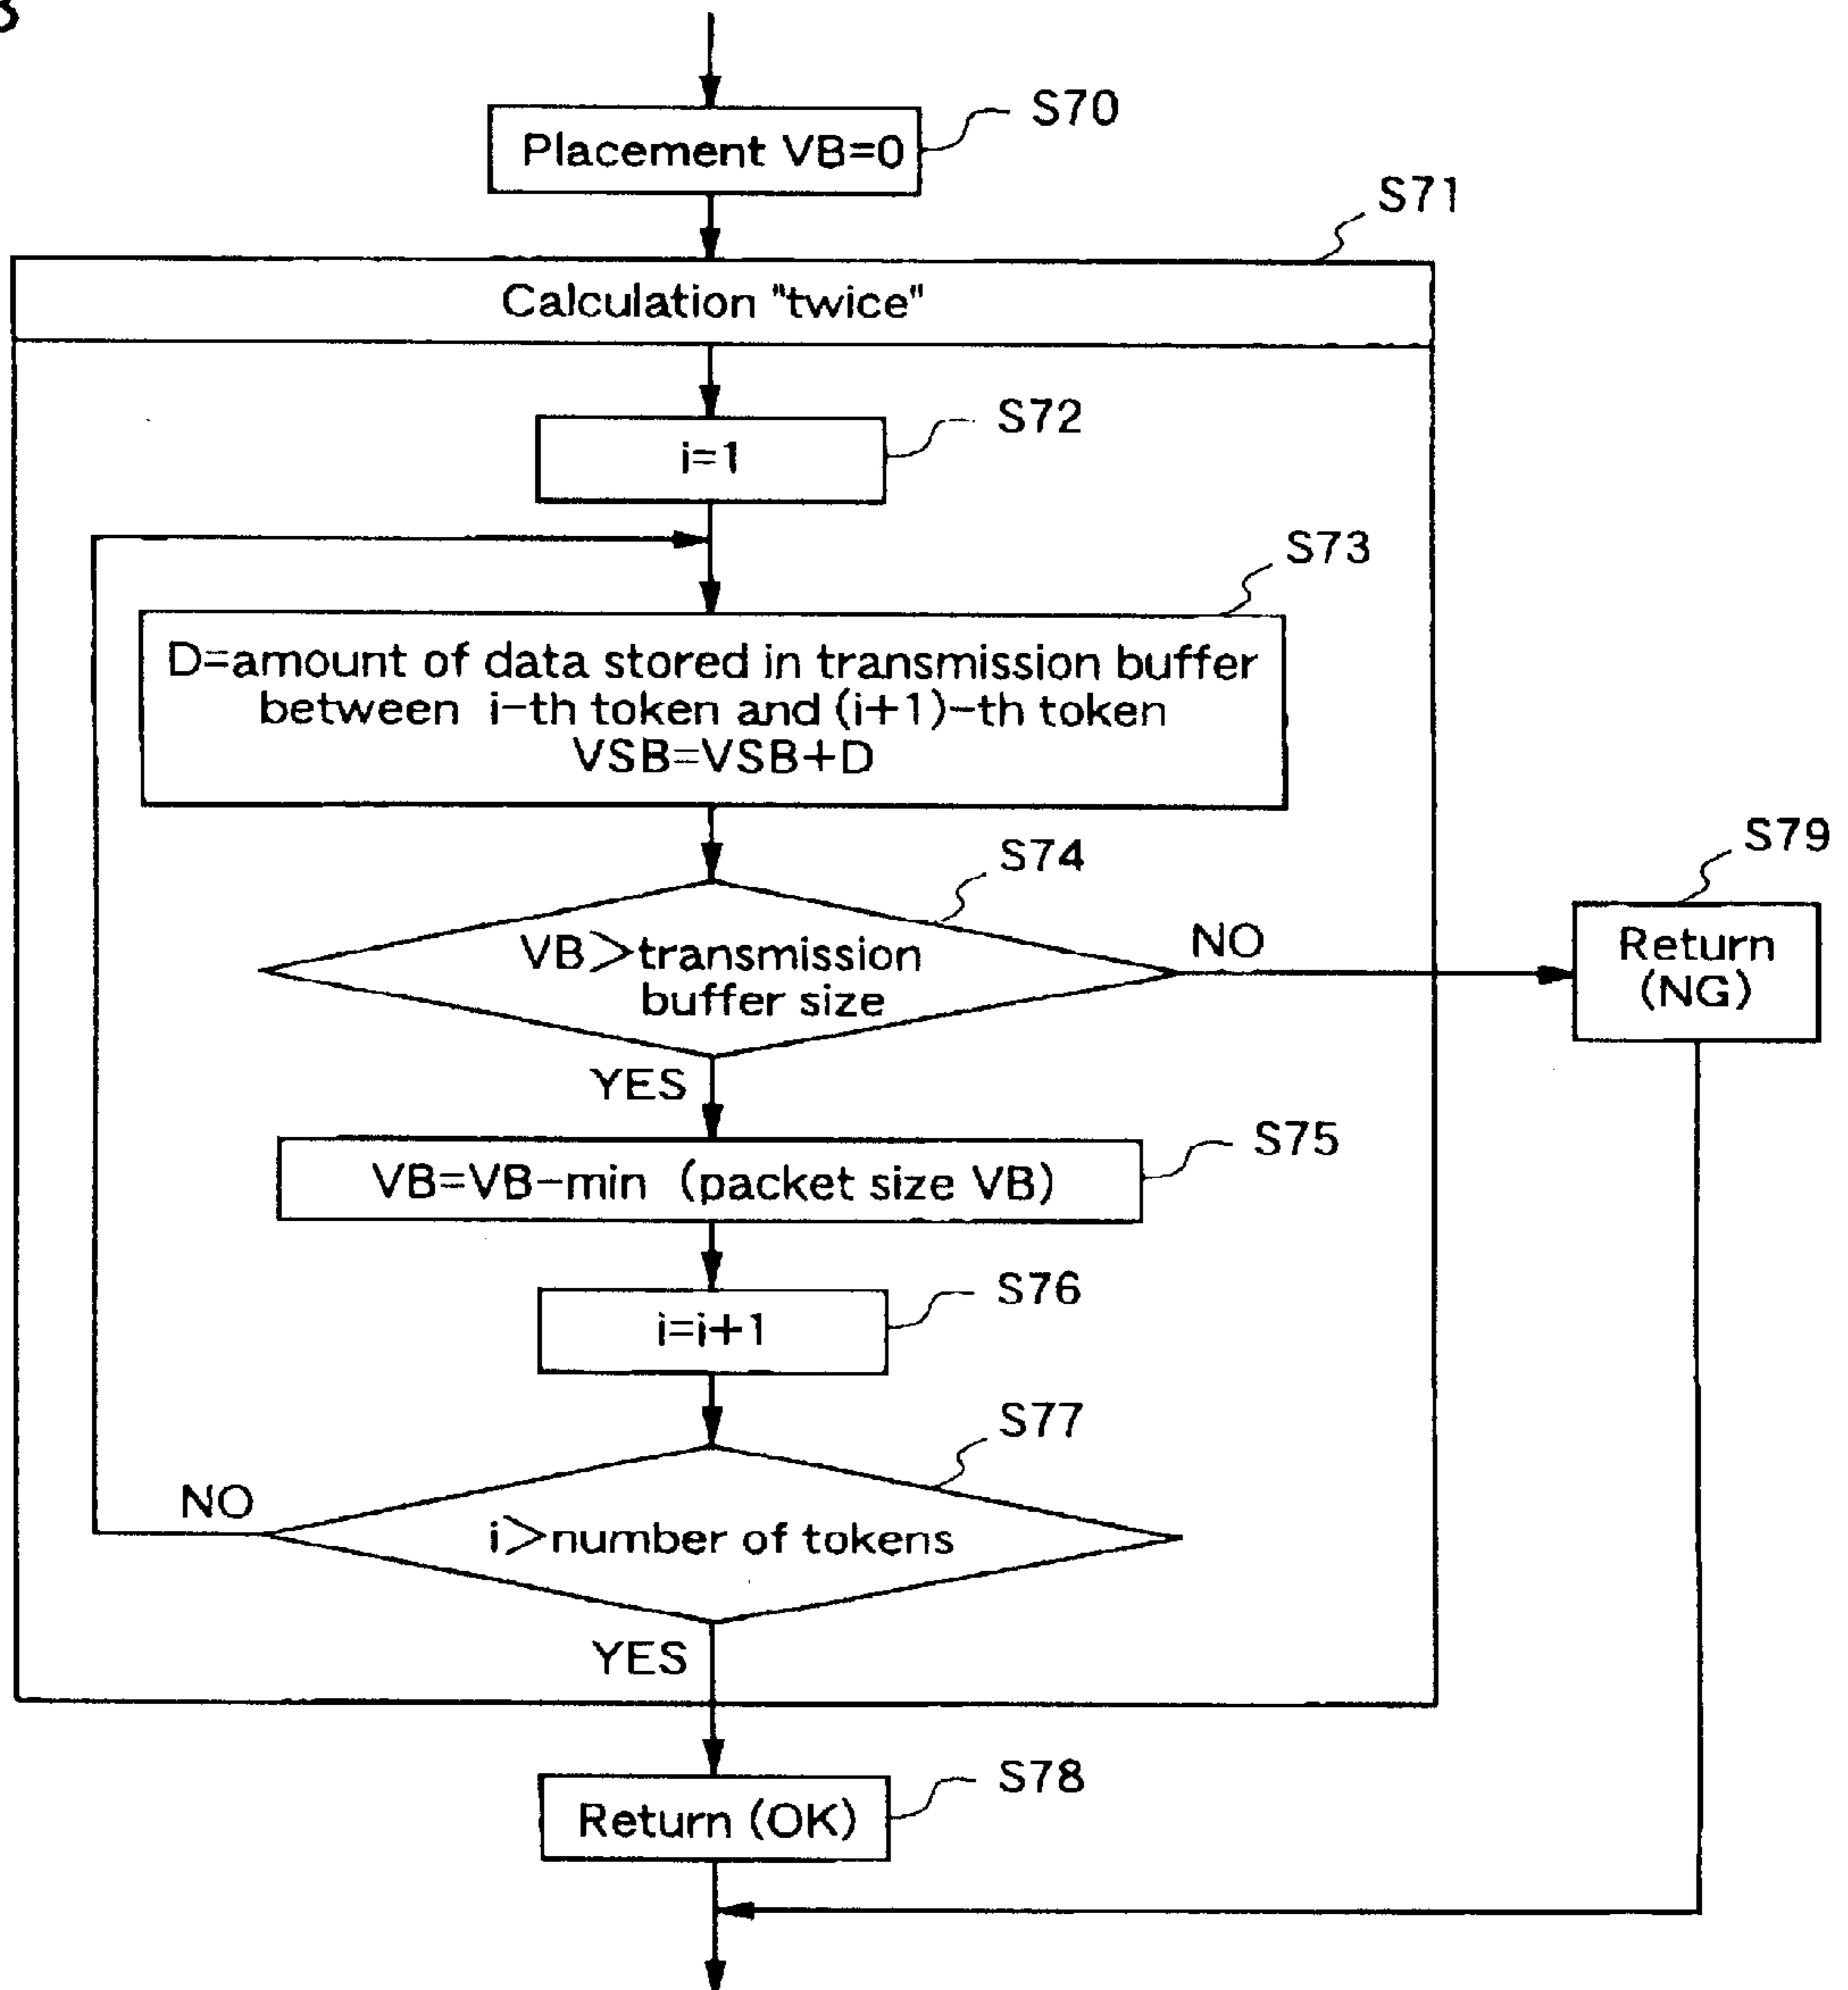 S70
Placement VB=0
S71
Calculation "twice"
S72
i=1
S73
D=amount of data stored in transmission buffer
between i-th token and (i+1)-th token
VSB=VSB+D
S74
VB>transmission
buffer size
NO
S79
Return
(NG)
YES
S75
VB=VB-min (packet size VB)
S76
i=i+1
S77
NO
i>number of tokens
YES
S78
Return (OK)